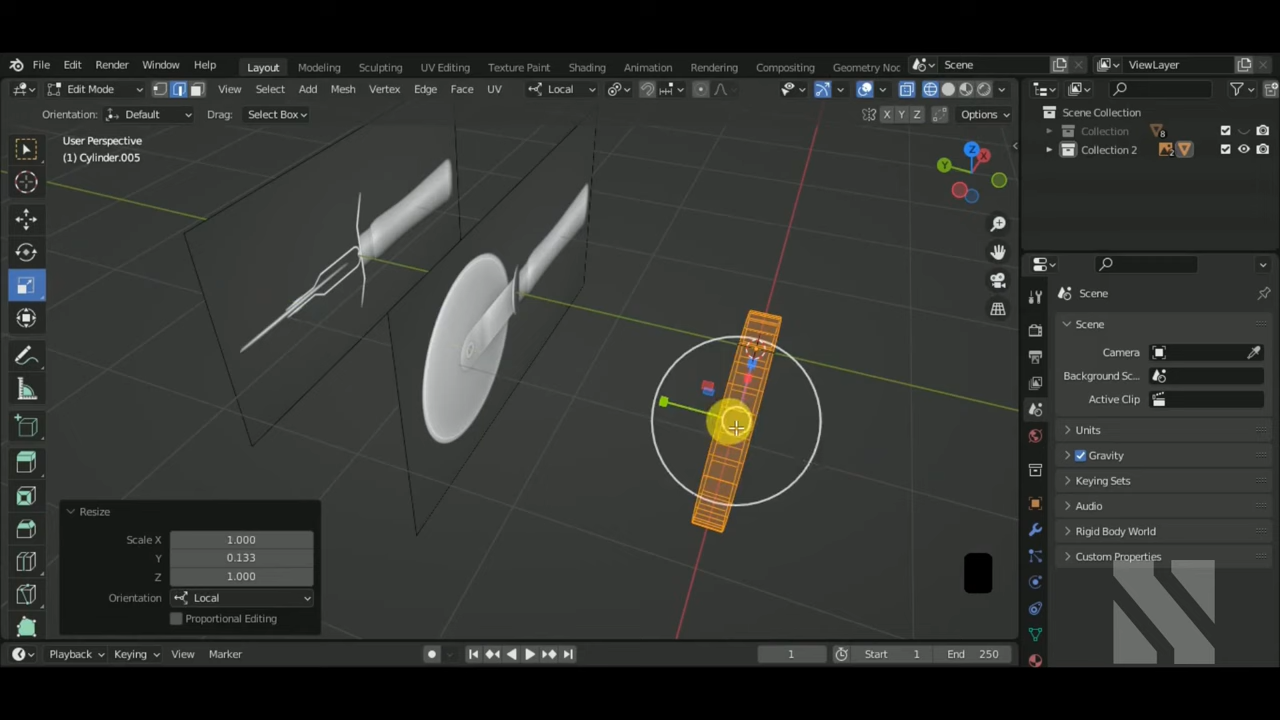 File Edit Render Window Help Layout Modeling Sculpting UV Editing Texture Paint Shading Animation Rendering Compositing Geometry Noc Scene ViewLayer
Edit Mode View Select Add Mesh Vertex Edge Face UV Local
Orientation: Default Drag: Select Box X Y Z Options
User Perspective
(1) Cylinder.005
Scene Collection
Collection 8
Collection 2 2
Z X Y
Scene
Scene
Camera
Background Sc...
Active Clip
Units
Gravity
Keying Sets
Audio
Rigid Body World
Custom Properties
Resize
Scale X 1.000
Y 0.133
Z 1.000
Orientation Local
Proportional Editing
Playback Keying View Marker 1 Start 1 End 250